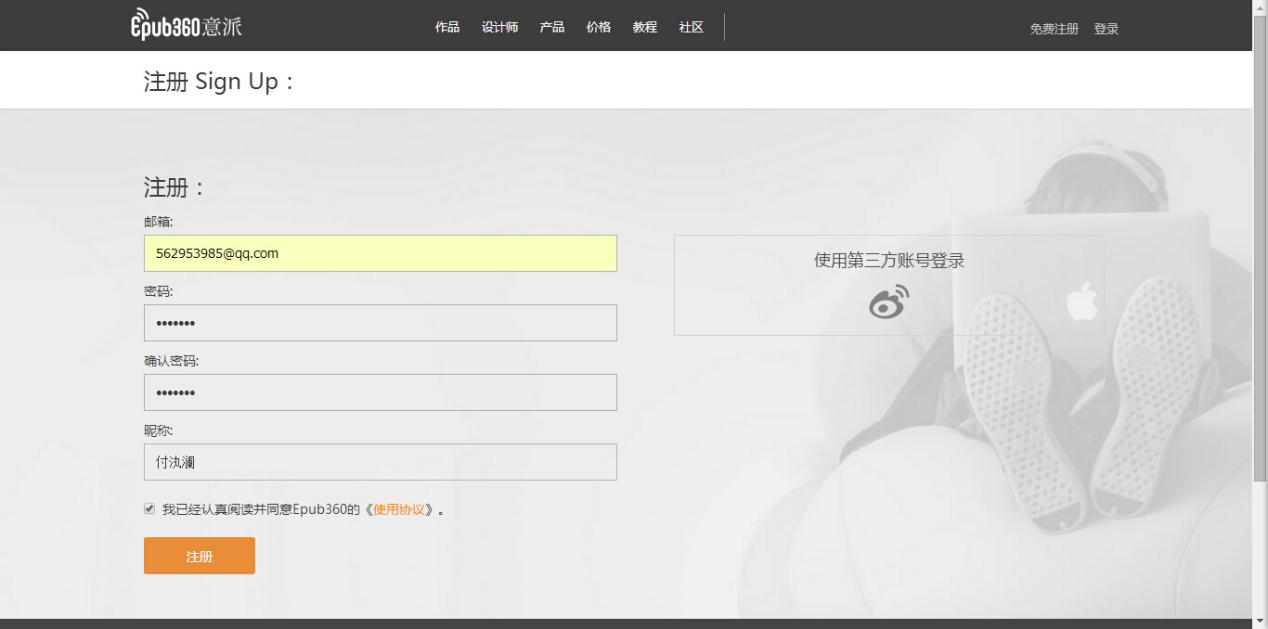 Epub360意派
作品 设计师 产品 价格 教程 社区
免费注册 登录
注册 Sign Up：
注册：
邮箱:
562953985@qq.com
使用第三方账号登录
密码:
•••••••
确认密码:
•••••••
昵称:
付氿澜
我已经认真阅读并同意Epub360的《使用协议》。
注册